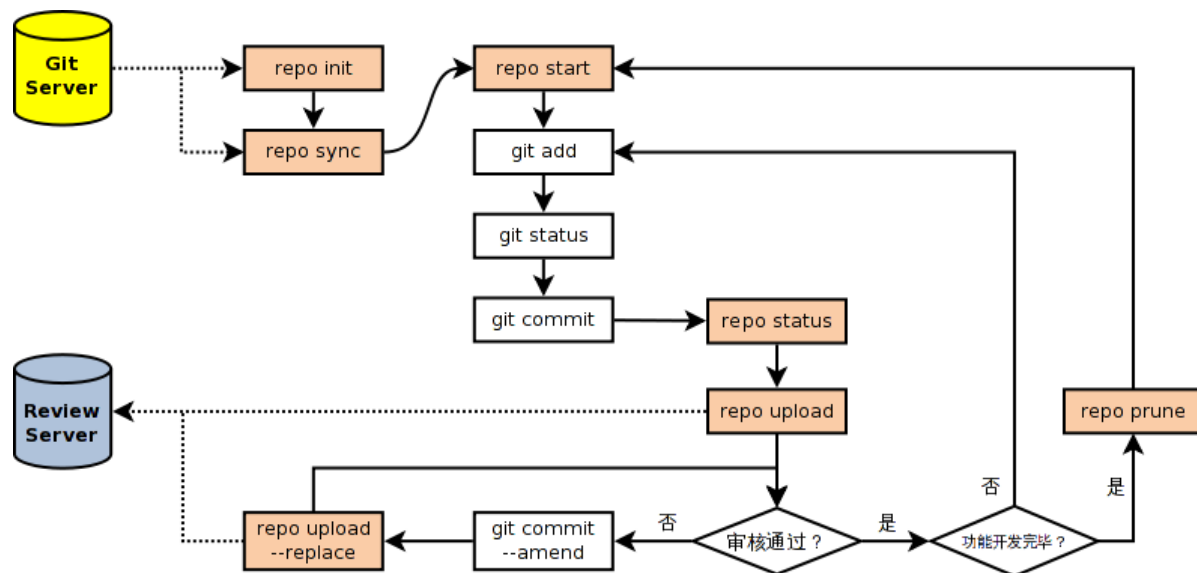 Git
Server
repo init
repo start
repo sync
git add
git status
git commit
repo status
Review
Server
repo upload
repo prune
否
是
repo upload
--replace
git commit
--amend
否
审核通过？
是
功能开发完毕？